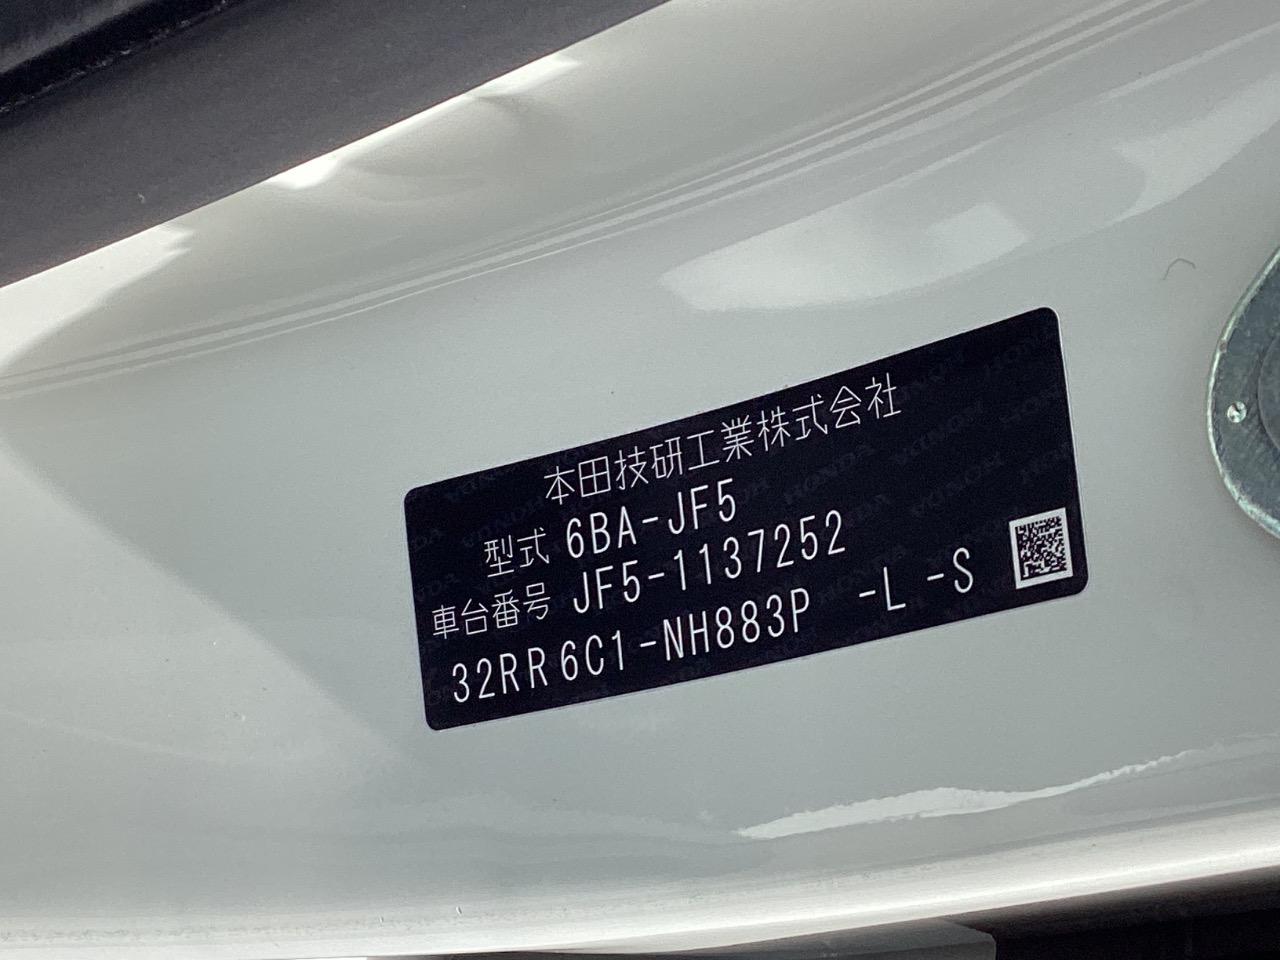 本田技研工業株式会社
型式 6BA-JF5
車台番号 JF5-1137252
32RR6C1-NH883P -L -S